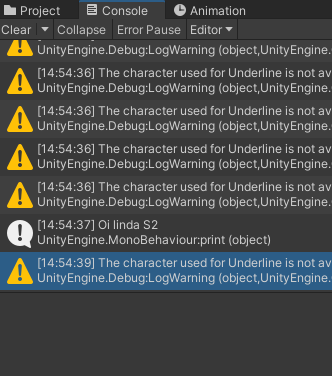 Project Console Animation
Clear Collapse Error Pause Editor
UnityEngine.Debug:LogWarning (object,UnityEngine.
[14:54:36] The character used for Underline is not av
UnityEngine.Debug:LogWarning (object,UnityEngine.
[14:54:36] The character used for Underline is not av
UnityEngine.Debug:LogWarning (object,UnityEngine.
[14:54:36] The character used for Underline is not av
UnityEngine.Debug:LogWarning (object,UnityEngine.
[14:54:36] The character used for Underline is not av
UnityEngine.Debug:LogWarning (object,UnityEngine.
[14:54:37] Oi linda S2
UnityEngine.MonoBehaviour:print (object)
[14:54:39] The character used for Underline is not av
UnityEngine.Debug:LogWarning (object,UnityEngine.